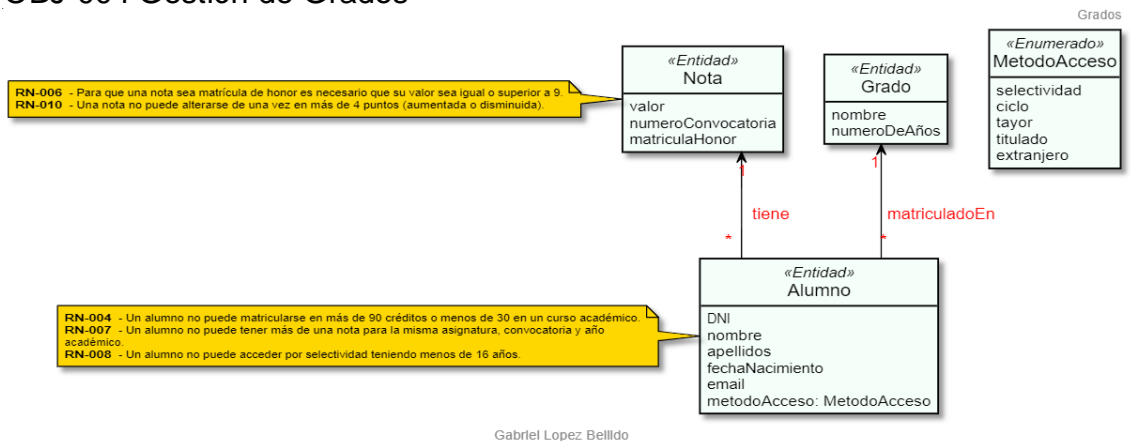 Gestión de Grados
Grados
«Entidad»
Nota
valor
numeroConvocatoria
matriculaHonor
«Entidad»
Grado
nombre
numeroDeAños
«Enumerado»
MetodoAcceso
selectividad
ciclo
tayor
titulado
extranjero
RN-006 - Para que una nota sea matrícula de honor es necesario que su valor sea igual o superior a 9.
RN-010 - Una nota no puede alterarse de una vez en más de 4 puntos (aumentada o disminuida).
1
1
tiene
matriculadoEn
*
*
«Entidad»
Alumno
DNI
nombre
apellidos
fechaNacimiento
email
metodoAcceso: MetodoAcceso
RN-004 - Un alumno no puede matricularse en más de 90 créditos o menos de 30 en un curso académico.
RN-007 - Un alumno no puede tener más de una nota para la misma asignatura, convocatoria y año
académico.
RN-008 - Un alumno no puede acceder por selectividad teniendo menos de 16 años.
Gabriel Lopez Bellido